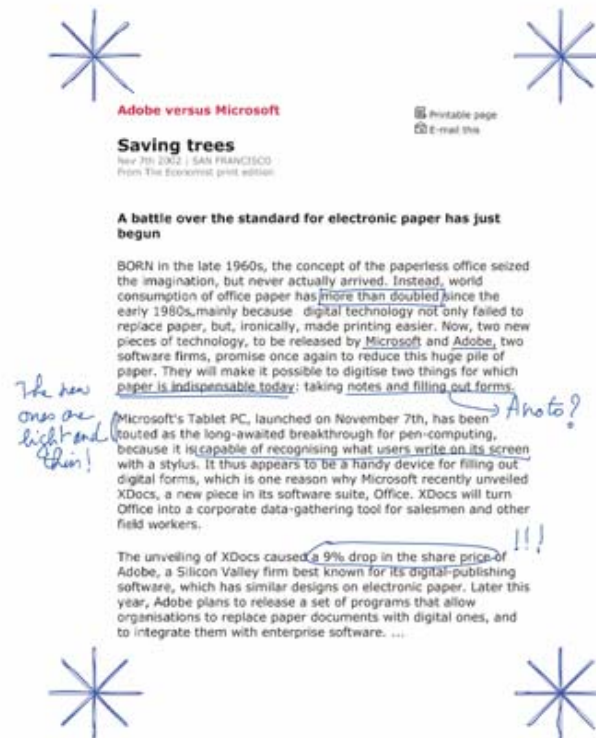 Adobe versus Microsoft
Printable page
E-mail this
Saving trees
Nov 7th 2002 | SAN FRANCISCO
From The Economist print edition
A battle over the standard for electronic paper has just
begun
BORN in the late 1960s, the concept of the paperless office seized
the imagination, but never actually arrived. Instead, world
consumption of office paper has more than doubled since the
early 1980s,mainly because digital technology not only failed to
replace paper, but, ironically, made printing easier. Now, two new
pieces of technology, to be released by Microsoft and Adobe, two
software firms, promise once again to reduce this huge pile of
paper. They will make it possible to digitise two things for which
paper is indispensable today: taking notes and filling out forms.
Anoto?
The new
ones are
light and
thin!
Microsoft's Tablet PC, launched on November 7th, has been
touted as the long-awaited breakthrough for pen-computing,
because it is capable of recognising what users write on its screen
with a stylus. It thus appears to be a handy device for filling out
digital forms, which is one reason why Microsoft recently unveiled
XDocs, a new piece in its software suite, Office. XDocs will turn
Office into a corporate data-gathering tool for salesmen and other
field workers.
!!!
The unveiling of XDocs caused a 9% drop in the share price of
Adobe, a Silicon Valley firm best known for its digital-publishing
software, which has similar designs on electronic paper. Later this
year, Adobe plans to release a set of programs that allow
organisations to replace paper documents with digital ones, and
to integrate them with enterprise software. ...